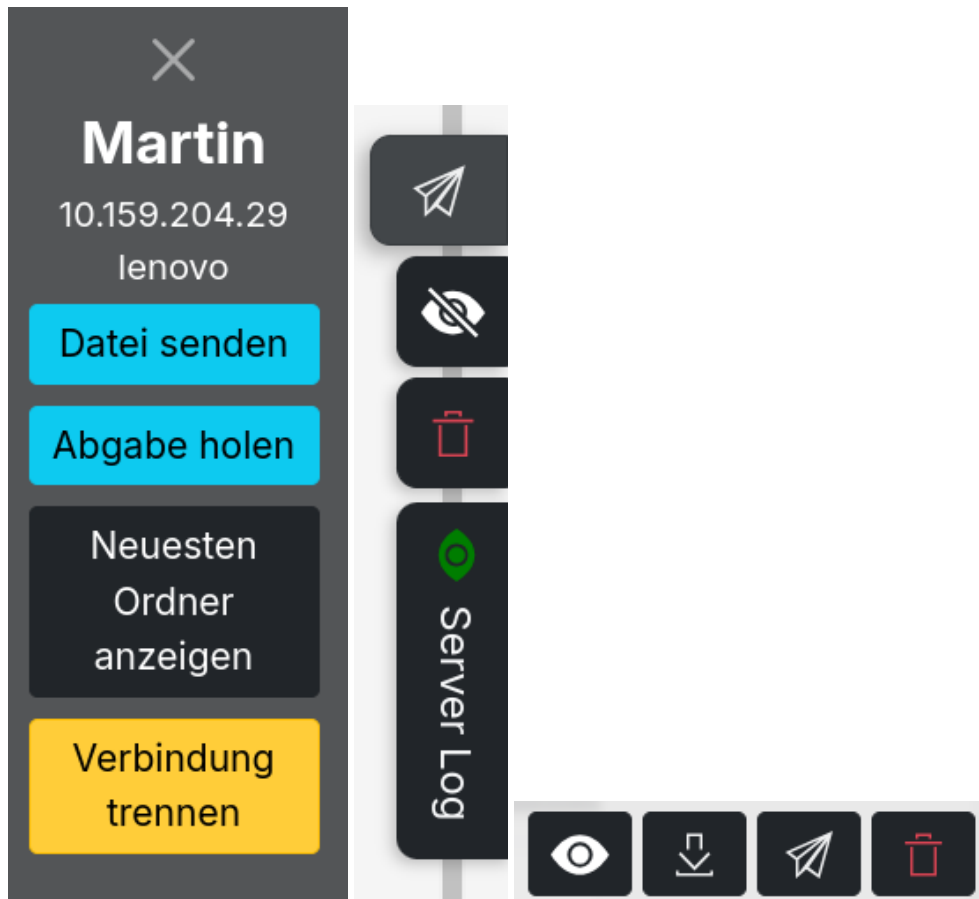 Martin
10.159.204.29
lenovo
Datei senden
Abgabe holen
Neuesten
Ordner
anzeigen
Verbindung
trennen
Server Log